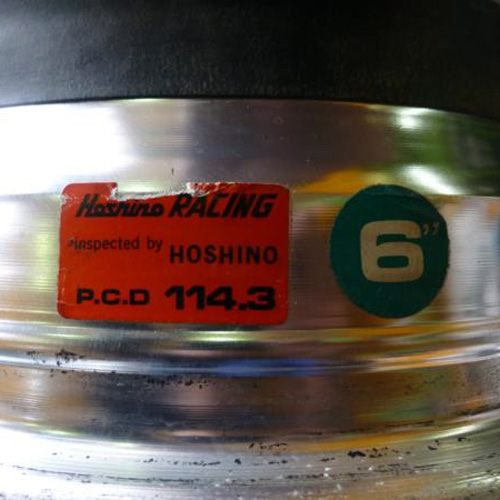 Hoshino RACING
inspected by HOSHINO
P.C.D 114.3
6"